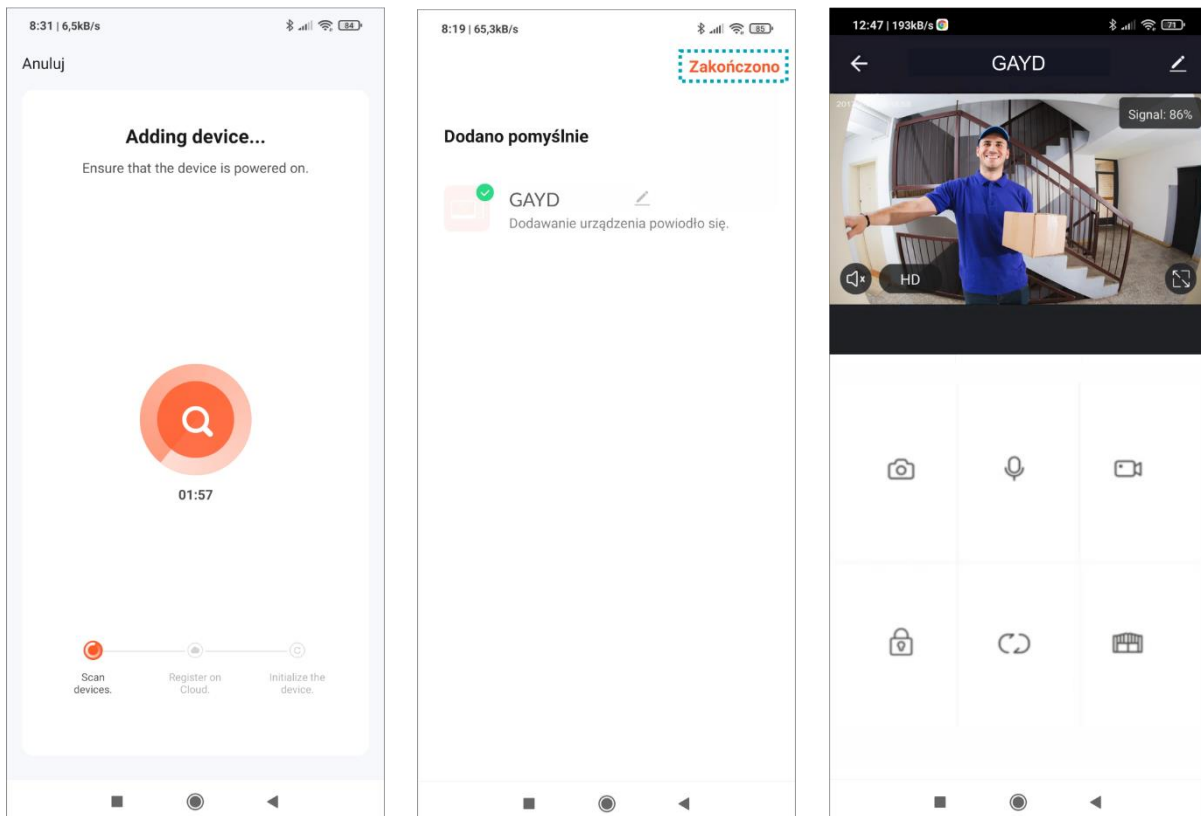 8:31 | 6,5kB/s
84
Anuluj
Adding device...
Ensure that the device is powered on.
01:57
Scan
devices.
Register on
Cloud.
Initialize the
device.
8:19 | 65,3kB/s
85
Zakończono
Dodano pomyślnie
GAYD
Dodawanie urządzenia powiodło się.
12:47 | 193kB/s
71
GAYD
Signal: 86%
HD